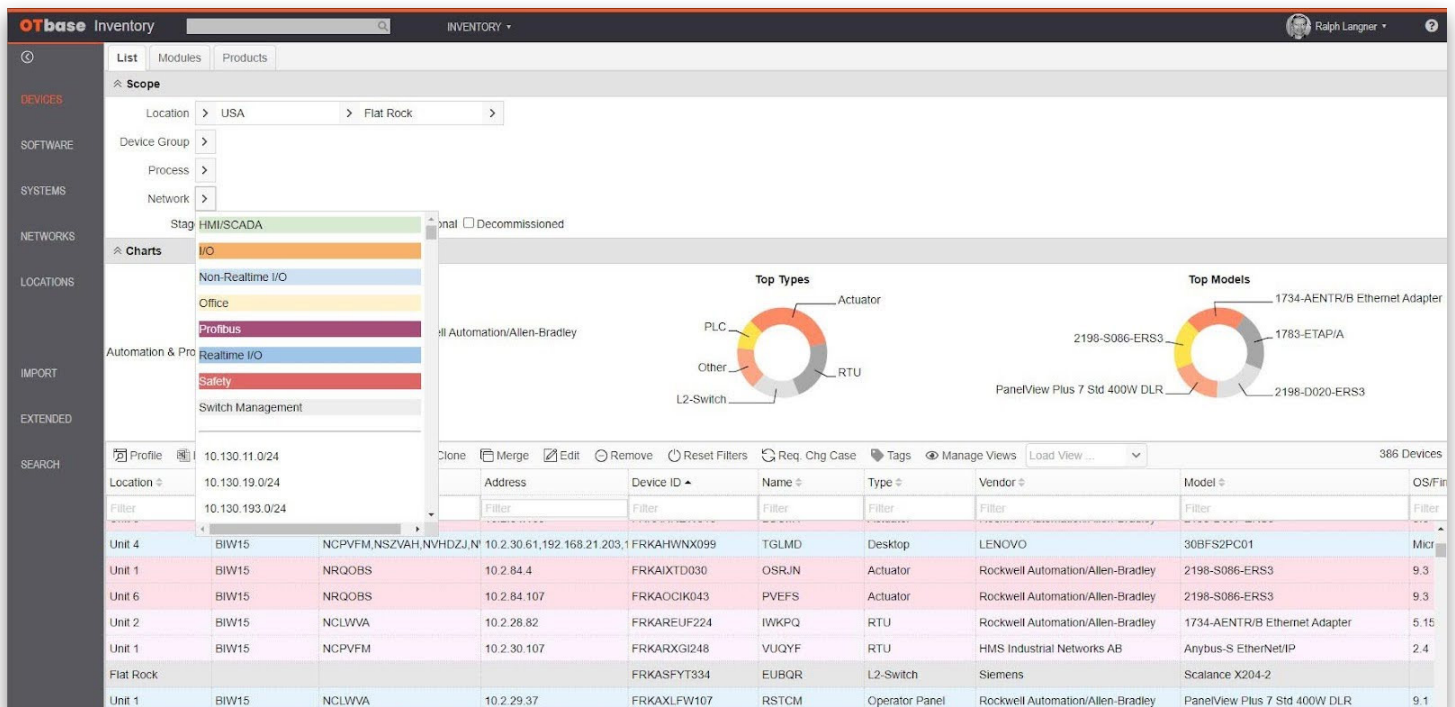 OTbase Inventory
INVENTORY
Ralph Langner
List Modules Products
Scope
DEVICES
Location > USA > Flat Rock >
SOFTWARE
Device Group >
Process >
SYSTEMS
Network >
Stag HMI/SCADA onal Decommissioned
NETWORKS
Charts I/O
LOCATIONS
Non-Realtime I/O
Top Types
Top Models
Office
Actuator
1734-AENTR/B Ethernet Adapter
Profibus
ell Automation/Allen-Bradley
PLC
2198-S086-ERS3
1783-ETAP/A
Automation & Pro Realtime I/O
Other
RTU
IMPORT
Safety
PanelView Plus 7 Std 400W DLR
2198-D020-ERS3
Switch Management
L2-Switch
EXTENDED
Profile
10.130.11.0/24
Clone Merge Edit Remove Reset Filters Req. Chg Case Tags Manage Views Load View ... 386 Devices
SEARCH
Location
10.130.19.0/24
Address Device ID Name Type Vendor Model OS/Fir
Filter
10.130.193.0/24
Filter Filter Filter Filter Filter Filter Filter
Unit 4 BIW15 NCPVFM,NSZVAH,NVHDZJ,N 10.2.30.61,192.168.21.203,1 FRKAHWNX099 TGLMD Desktop LENOVO 30BFS2PC01 Micr
Unit 1 BIW15 NRQOBS 10.2.84.4 FRKAIXTD030 OSRJN Actuator Rockwell Automation/Allen-Bradley 2198-S086-ERS3 9.3
Unit 6 BIW15 NRQOBS 10.2.84.107 FRKAOCIK043 PVEFS Actuator Rockwell Automation/Allen-Bradley 2198-S086-ERS3 9.3
Unit 2 BIW15 NCLWVA 10.2.28.82 FRKAREUF224 IWKPQ RTU Rockwell Automation/Allen-Bradley 1734-AENTR/B Ethernet Adapter 5.15
Unit 1 BIW15 NCPVFM 10.2.30.107 FRKARXGI248 VUQYF RTU HMS Industrial Networks AB Anybus-S EtherNet/IP 2.4
Flat Rock FRKASFYT334 EUBQR L2-Switch Siemens Scalance X204-2
Unit 1 BIW15 NCLWVA 10.2.29.37 FRKAXLFW107 RSTCM Operator Panel Rockwell Automation/Allen-Bradley PanelView Plus 7 Std 400W DLR 9.1